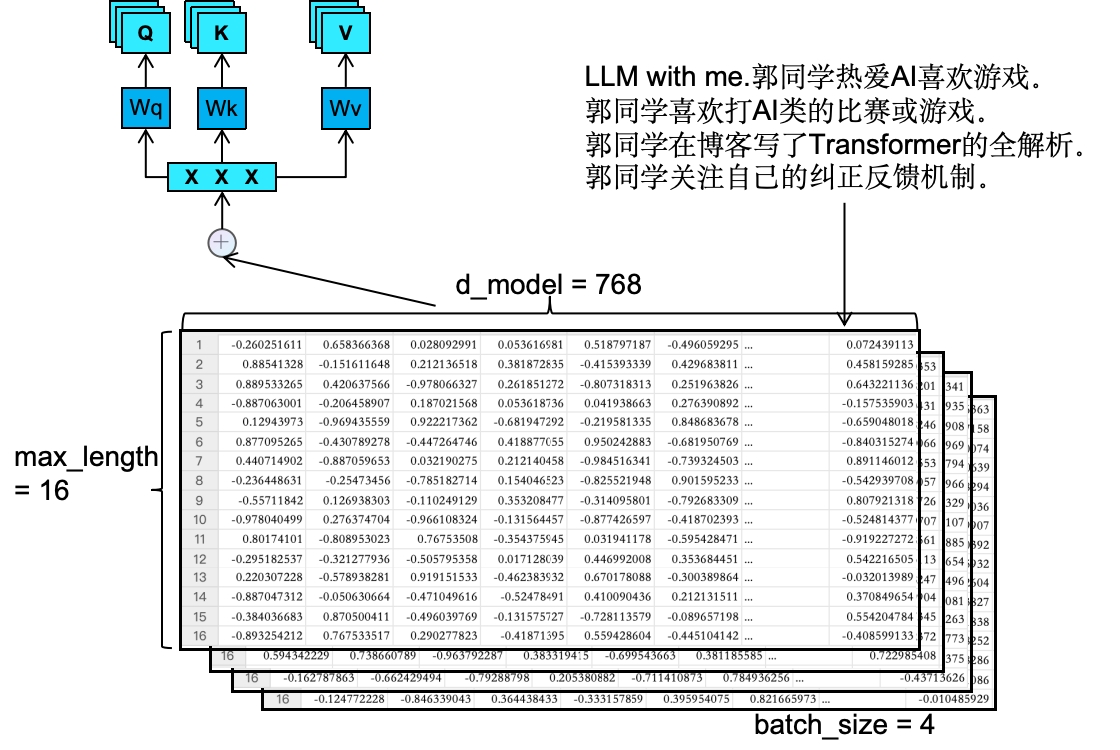 Q K V
Wq Wk Wv
X X X
LLM with me.郭同学热爱AI喜欢游戏。
郭同学喜欢打AI类的比赛或游戏。
郭同学在博客写了Transformer的全解析。
郭同学关注自己的纠正反馈机制。
d_model = 768
max_length
= 16
1 -0.260251611 0.658366368 0.028092991 0.053616981 0.518797187 -0.496059295 ... 0.072439113
2 0.88541328 -0.151611648 0.212136518 0.381872835 -0.415393339 0.429683811 ... 0.458159285 353
3 0.889533265 0.420637566 -0.978066327 0.261851272 -0.807318313 0.251963826 ... 0.643221136 201 341
4 -0.887063001 -0.206458907 0.187021568 0.053618736 0.041938663 0.276390892 ... -0.157535903 431 935 363
5 0.12943973 -0.969435559 0.922217362 -0.681947292 -0.219581335 0.848683678 ... -0.659048018 246 908 158
6 0.877095265 -0.430789278 -0.447264746 0.418877055 0.950242883 -0.681950769 ... -0.840315274 066 969 074
7 0.440714902 -0.887059653 0.032190275 0.212140458 -0.984516341 -0.739324503 ... 0.891146012 553 794 639
8 -0.236448631 -0.25473456 -0.785182714 0.154046523 -0.825521948 0.901595233 ... -0.542939708 057 966 294
9 -0.55711842 0.126938303 -0.110249129 0.353208477 -0.314095801 -0.792683309 ... 0.807921318 726 329 036
10 -0.978040499 0.276374704 -0.966108324 -0.131564457 -0.877426597 -0.418702393 ... -0.524814377 707 107 907
11 0.80174101 -0.808953023 0.76753508 -0.354375945 0.031941178 -0.595428471 ... -0.919227272 561 885 392
12 -0.295182537 -0.321277936 -0.505795358 0.017128039 0.446992008 0.353684451 ... 0.542216505 13 654 932
13 0.220307228 -0.578938281 0.919151533 -0.462383932 0.670178088 -0.300389864 ... -0.032013989 247 496 504
14 -0.887047312 -0.050630664 -0.471049616 -0.52478491 0.410090436 0.212131511 ... 0.370849654 904 081 827
15 -0.384036683 0.870500411 -0.496039769 -0.131575727 -0.728113579 -0.089657198 ... 0.554204784 345 263 838
16 -0.893254212 0.767533517 0.290277823 -0.41871395 0.559428604 -0.445104142 ... -0.408599133 372 773 252
16 0.594342229 0.738660789 -0.963792287 0.383319415 -0.699543663 0.381185585 ... 0.722985408 375 286
16 -0.162787863 -0.662429494 -0.79288798 0.205380882 -0.711410873 0.784936256 ... -0.43713626 086
16 -0.124772228 -0.846339043 0.364438433 -0.333157859 0.395954075 0.821665973 ... -0.010485929
batch_size = 4